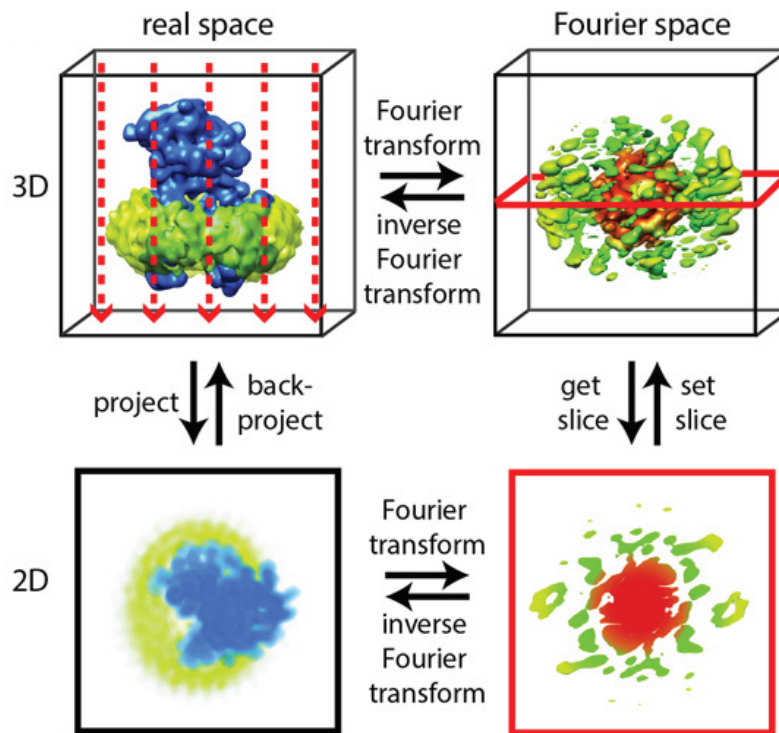 real space
Fourier space
3D
Fourier
transform
inverse
Fourier
transform
project
back-
project
get
slice
set
slice
2D
Fourier
transform
inverse
Fourier
transform